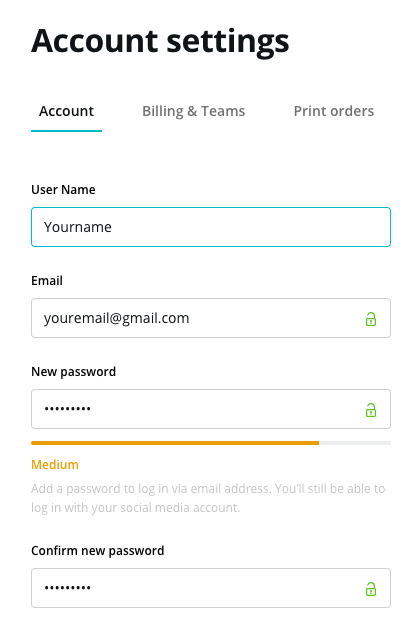 Account settings
Account Billing & Teams Print orders
User Name
Yourname
Email
youremail@gmail.com
New password
•••••••••
Medium
Add a password to log in via email address. You'll still be able to
log in with your social media account.
Confirm new password
•••••••••